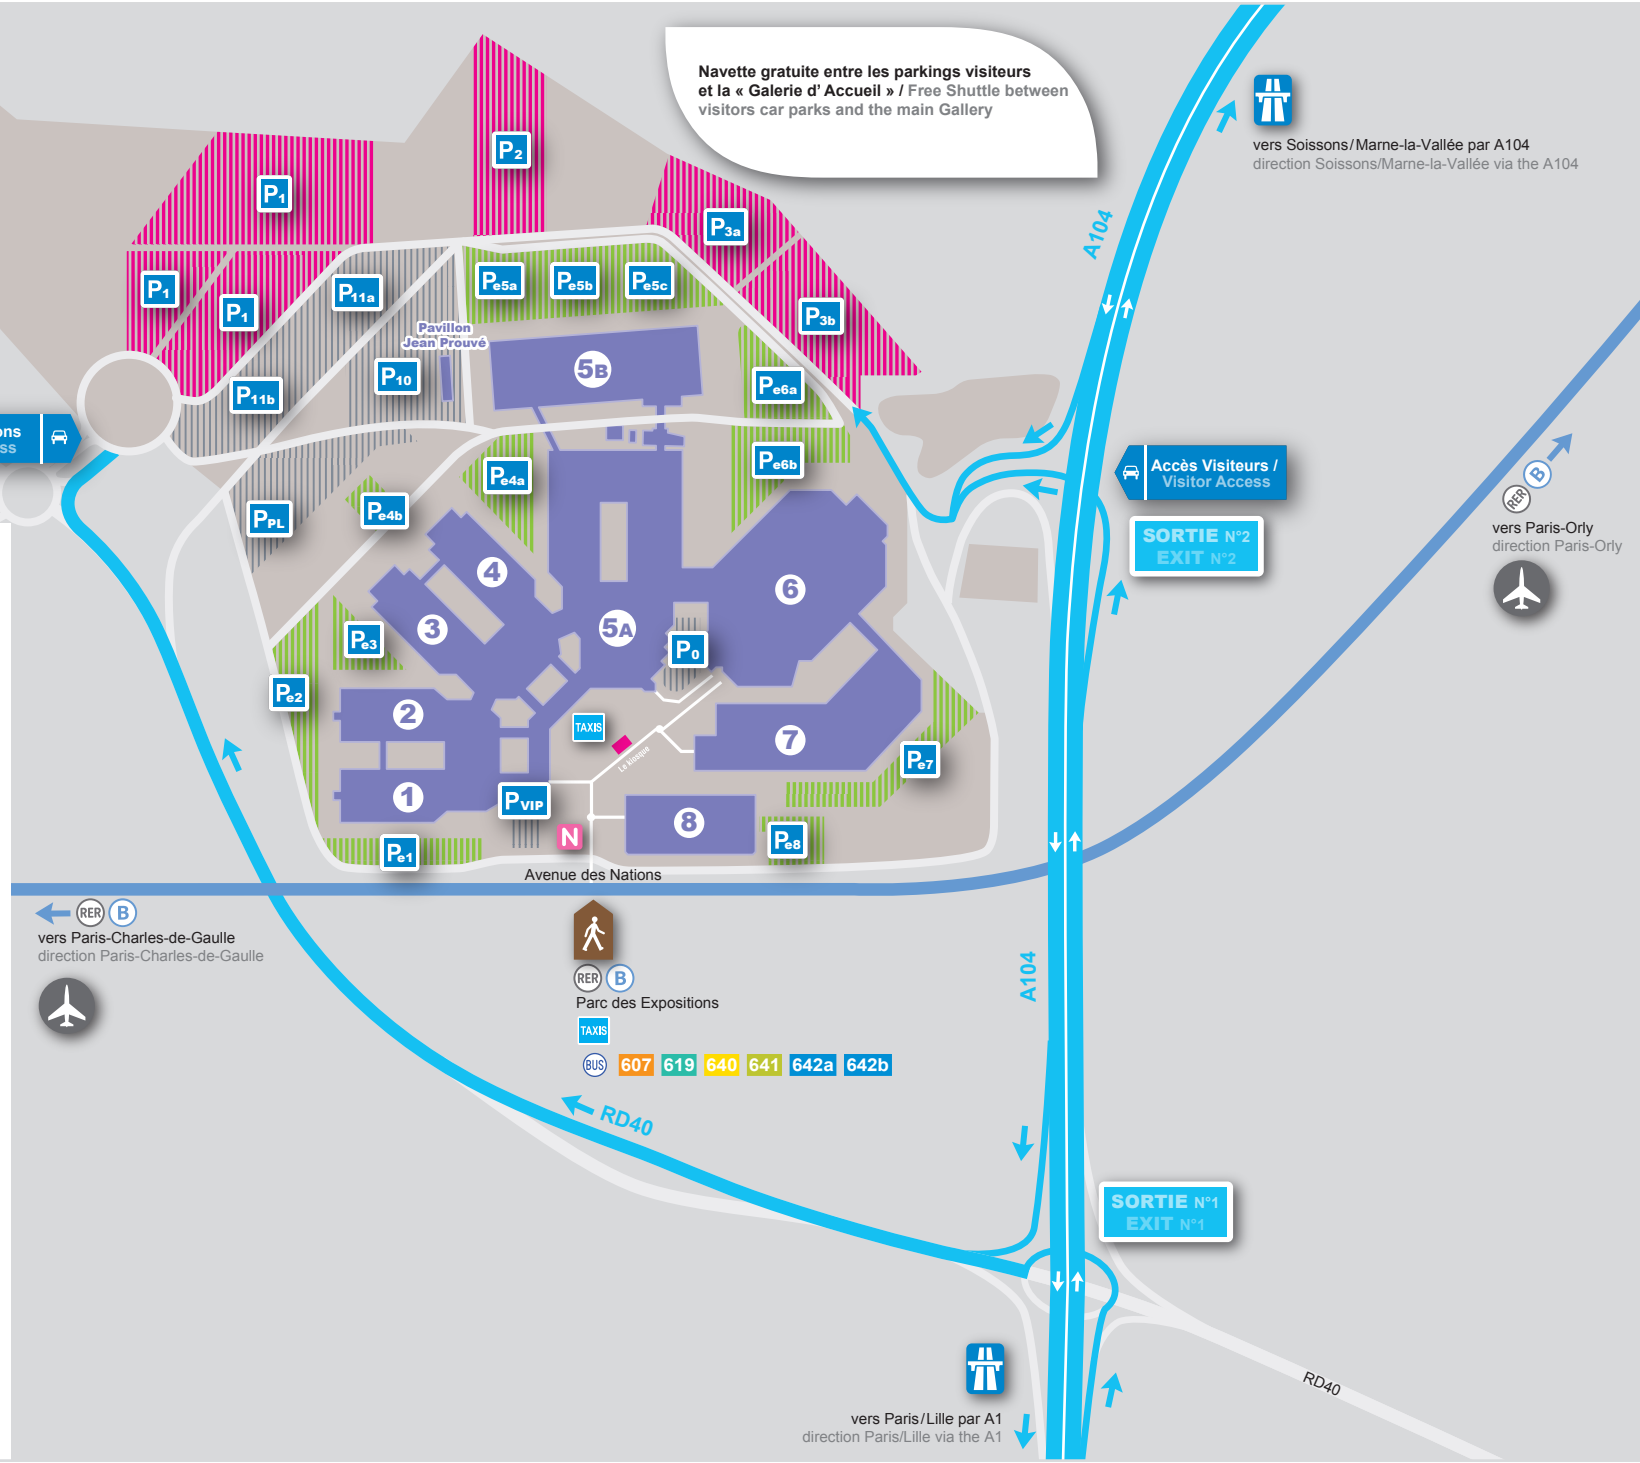 Navette gratuite entre les parkings visiteurs
et la « Galerie d' Accueil » / Free Shuttle between
visitors car parks and the main Gallery
vers Soissons/Marne-la-Vallée par A104
direction Soissons/Marne-la-Vallée via the A104
A104
P2
P1
P3a
P1
P1
P11a
Pe5a
Pe5b
Pe5c
P3b
Pavillon
Jean Prouvé
5B
P10
P11b
Pe6a
Pe6b
Pe4a
Pe4b
PPL
Accès Visiteurs /
Visitor Access
SORTIE N°2
EXIT N°2
RER B
vers Paris-Orly
direction Paris-Orly
4
3
5A
6
P0
Pe3
Pe2
2
TAXIS
Le kiosque
7
Pe7
1
PVIP
N
8
Pe8
Pe1
Avenue des Nations
RER B
vers Paris-Charles-de-Gaulle
direction Paris-Charles-de-Gaulle
RER B
Parc des Expositions
TAXIS
BUS 607 619 640 641 642a 642b
A104
RD40
SORTIE N°1
EXIT N°1
RD40
vers Paris/Lille par A1
direction Paris/Lille via the A1